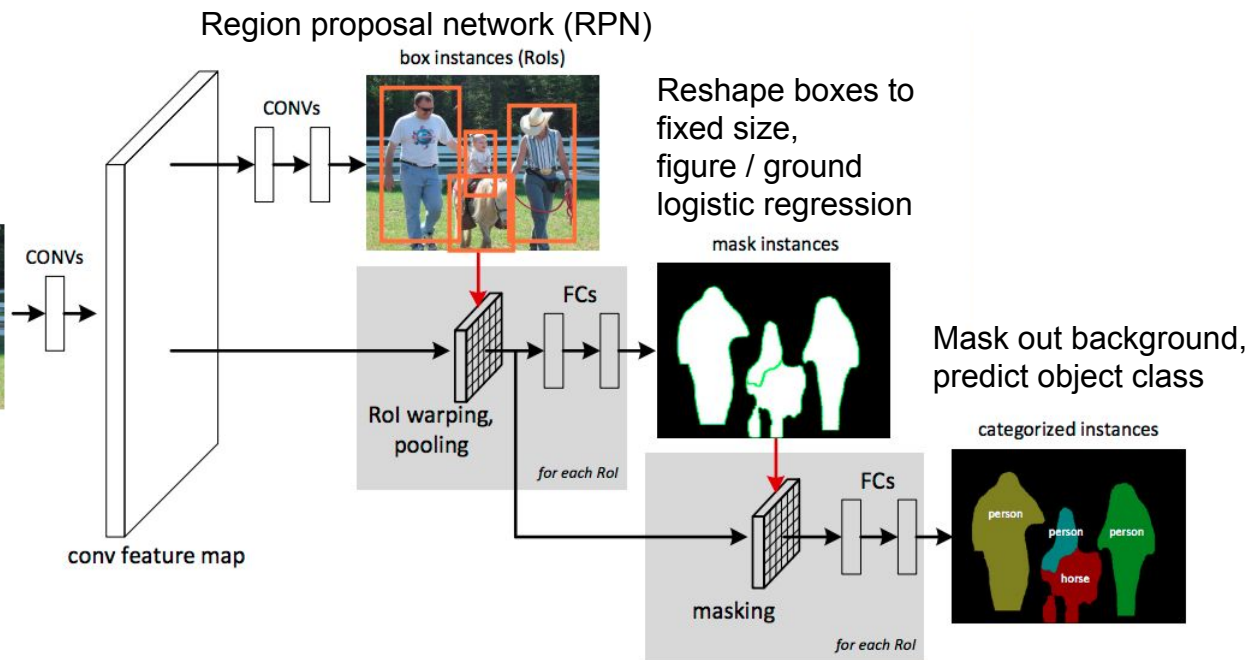 Region proposal network (RPN)
box instances (RoIs)
CONVs
Reshape boxes to
fixed size,
figure / ground
logistic regression
mask instances
CONVs
FCs
RoI warping,
pooling
for each RoI
conv feature map
Mask out background,
predict object class
categorized instances
FCs
masking
for each RoI
person
person
person
horse